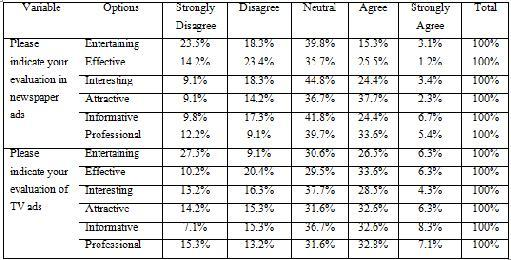 Variable Options Strongly Disagree Neutral Agree Strongly Total
Disagree Agree
Please Entertaining 23.5% 18.3% 39.8% 15.3% 3.1% 100%
indicate your Effective 14.2% 23.4% 35.7% 25.5% 1.2% 100%
evaluation in Interesting 9.1% 18.3% 44.8% 24.4% 3.4% 100%
newspaper Attractive 9.1% 14.2% 36.7% 37.7% 2.3% 100%
ads Informative 9.8% 17.3% 41.8% 24.4% 6.7% 100%
Professional 12.2% 9.1% 39.7% 33.6% 5.4% 100%
Please Entertaining 27.5% 9.1% 30.6% 26.5% 6.3% 100%
indicate your Effective 10.2% 20.4% 29.5% 33.6% 6.3% 100%
evaluation of Interesting 13.2% 16.3% 37.7% 28.5% 4.3% 100%
TV ads Attractive 14.2% 15.3% 31.6% 32.6% 6.3% 100%
Informative 7.1% 15.3% 36.7% 32.6% 8.3% 100%
Professional 15.3% 13.2% 31.6% 32.8% 7.1% 100%